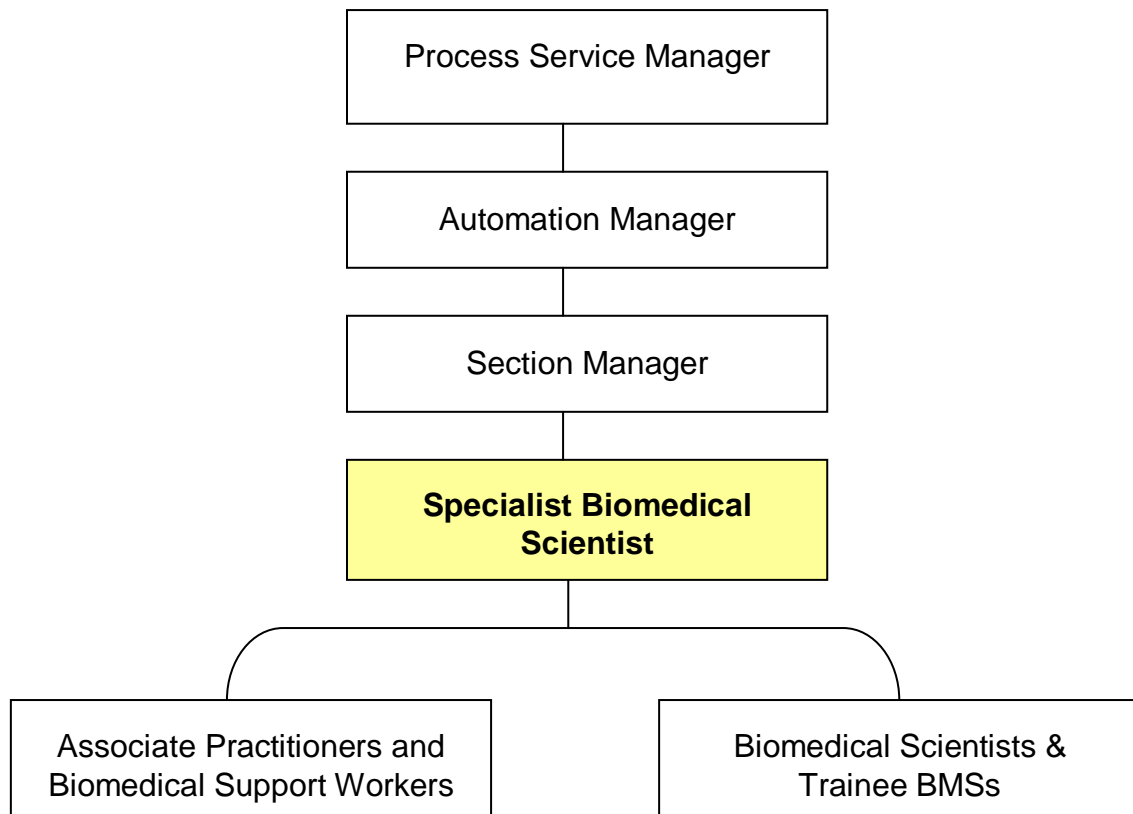 Process Service Manager
Automation Manager
Section Manager
Specialist Biomedical
Scientist
Associate Practitioners and
Biomedical Support Workers
Biomedical Scientists &
Trainee BMSs